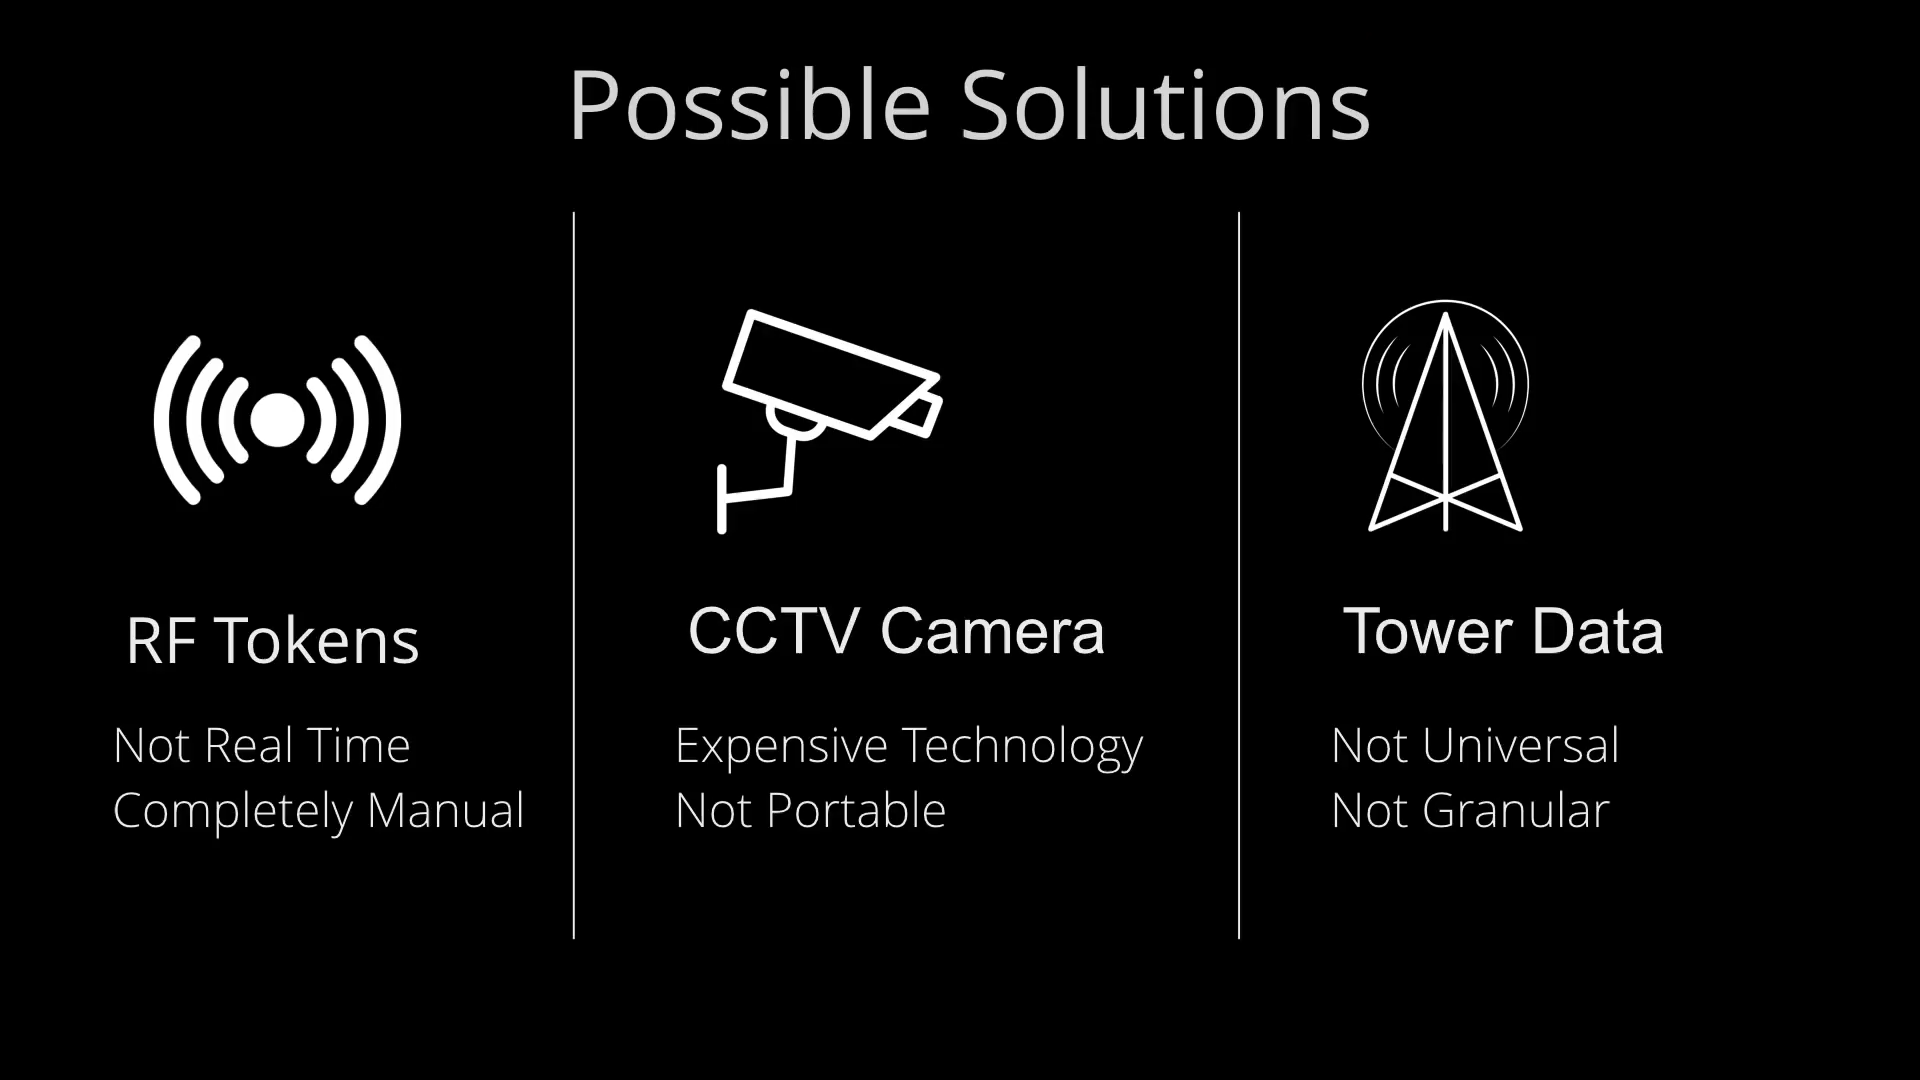 Possible Solutions
RF Tokens
Not Real Time
Completely Manual
CCTV Camera
Expensive Technology
Not Portable
Tower Data
Not Universal
Not Granular